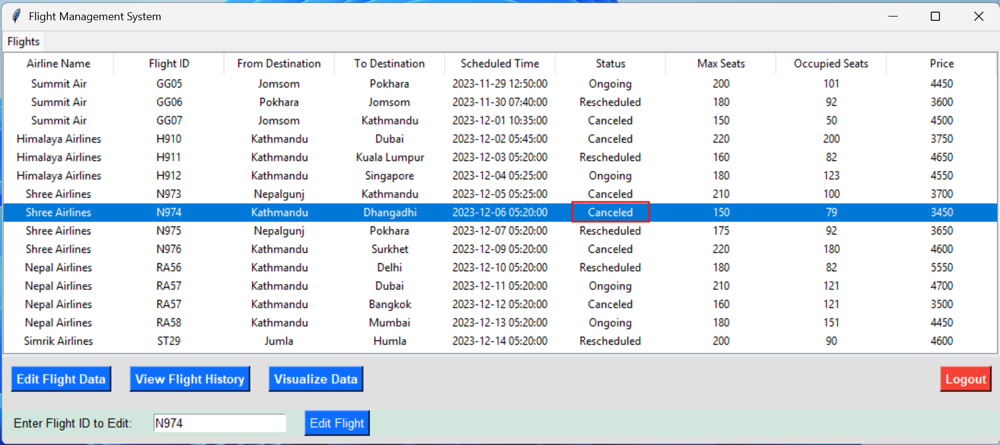 Flight Management System
Flights
Airline Name Flight ID From Destination To Destination Scheduled Time Status Max Seats Occupied Seats Price
Summit Air GG05 Jomsom Pokhara 2023-11-29 12:50:00 Ongoing 200 101 4450
Summit Air GG06 Pokhara Jomsom 2023-11-30 07:40:00 Rescheduled 180 92 3600
Summit Air GG07 Jomsom Kathmandu 2023-12-01 10:35:00 Canceled 150 50 4500
Himalaya Airlines H910 Kathmandu Dubai 2023-12-02 05:45:00 Canceled 220 200 3750
Himalaya Airlines H911 Kathmandu Kuala Lumpur 2023-12-03 05:20:00 Rescheduled 160 82 4650
Himalaya Airlines H912 Kathmandu Singapore 2023-12-04 05:25:00 Ongoing 180 123 4550
Shree Airlines N973 Nepalgunj Kathmandu 2023-12-05 05:25:00 Canceled 210 100 3700
Shree Airlines N974 Kathmandu Dhangadhi 2023-12-06 05:20:00 Canceled 150 79 3450
Shree Airlines N975 Nepalgunj Pokhara 2023-12-07 05:20:00 Rescheduled 175 92 3650
Shree Airlines N976 Kathmandu Surkhet 2023-12-09 05:20:00 Canceled 220 180 4600
Nepal Airlines RA56 Kathmandu Delhi 2023-12-10 05:20:00 Rescheduled 180 82 5550
Nepal Airlines RA57 Kathmandu Dubai 2023-12-11 05:20:00 Ongoing 210 121 4700
Nepal Airlines RA57 Kathmandu Bangkok 2023-12-12 05:20:00 Canceled 160 121 3500
Nepal Airlines RA58 Kathmandu Mumbai 2023-12-13 05:20:00 Ongoing 180 151 4450
Simrik Airlines ST29 Jumla Humla 2023-12-14 05:20:00 Rescheduled 200 90 4600
Edit Flight Data View Flight History Visualize Data Logout
Enter Flight ID to Edit: N974 Edit Flight